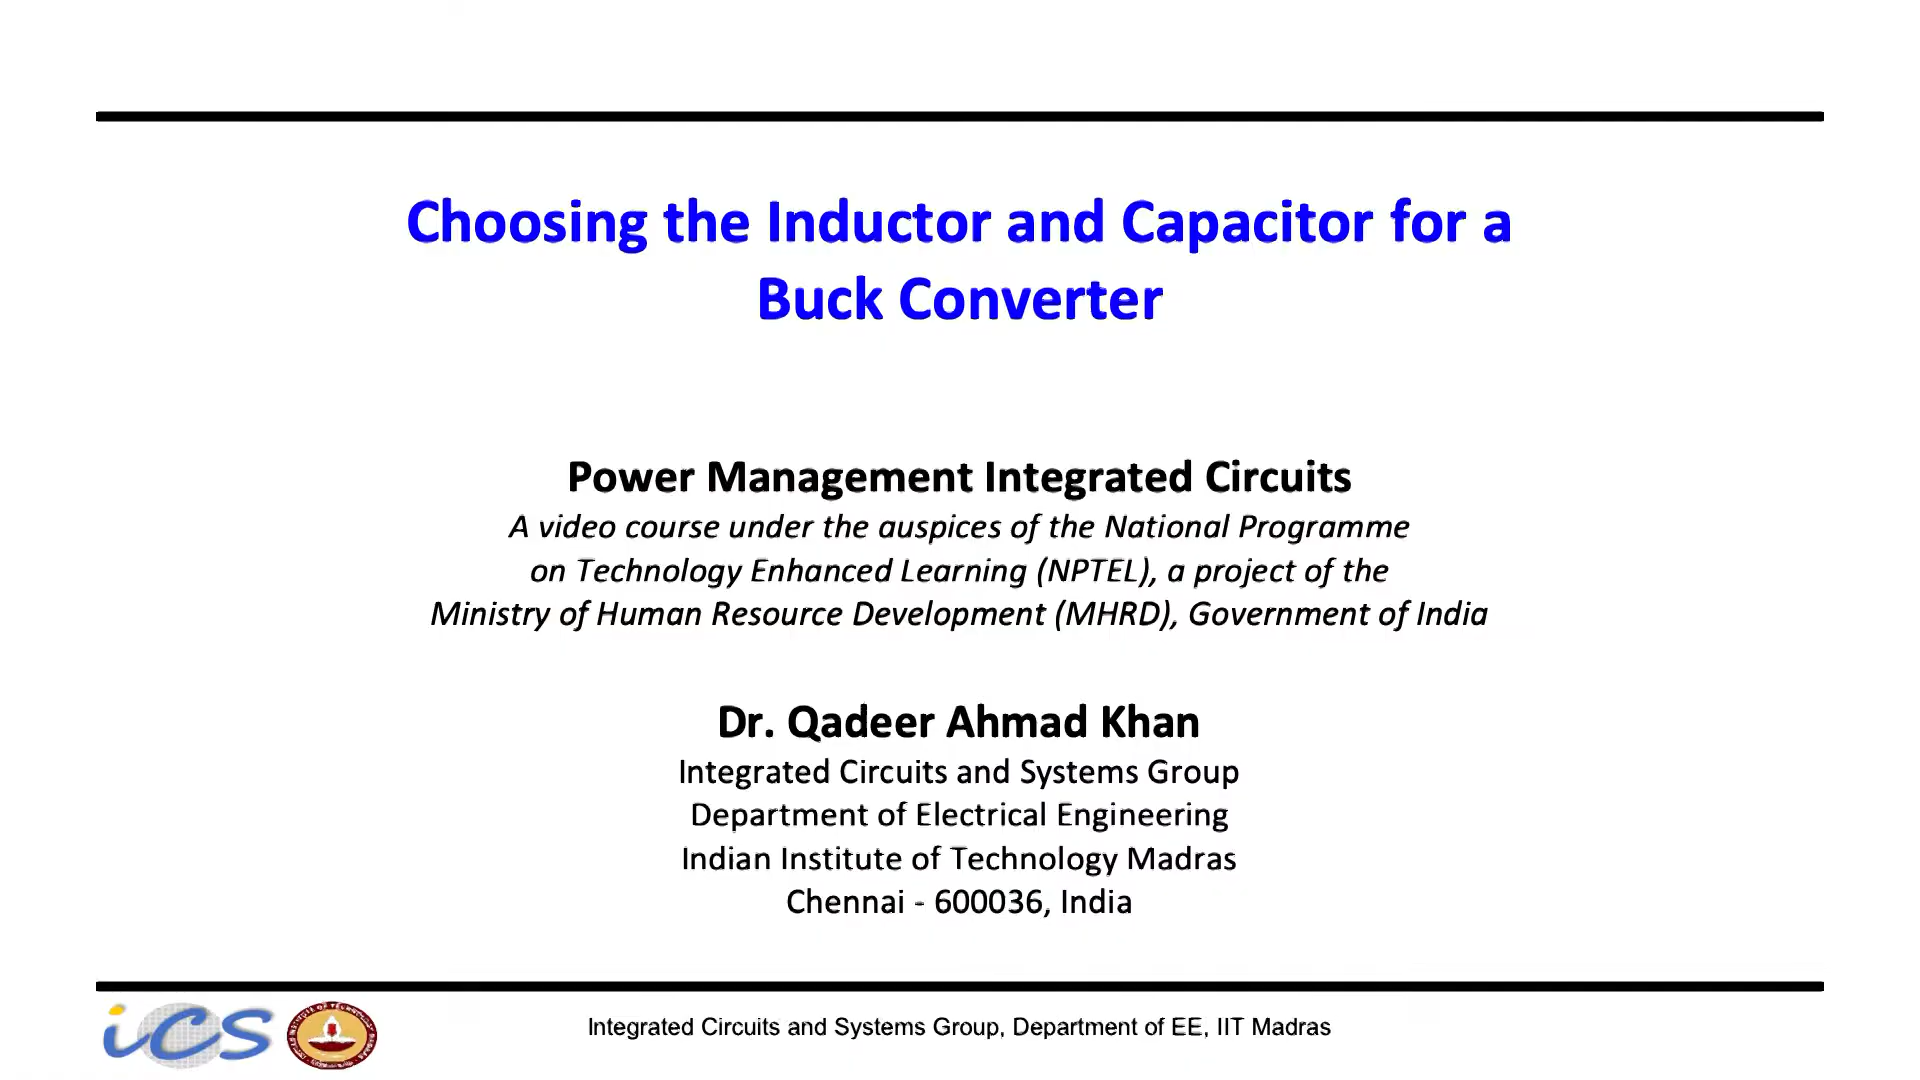 Choosing the Inductor and Capacitor for a
Buck Converter
Power Management Integrated Circuits
A video course under the auspices of the National Programme
on Technology Enhanced Learning (NPTEL), a project of the
Ministry of Human Resource Development (MHRD), Government of India
Dr. Qadeer Ahmad Khan
Integrated Circuits and Systems Group
Department of Electrical Engineering
Indian Institute of Technology Madras
Chennai - 600036, India
ics
Integrated Circuits and Systems Group, Department of EE, IIT Madras